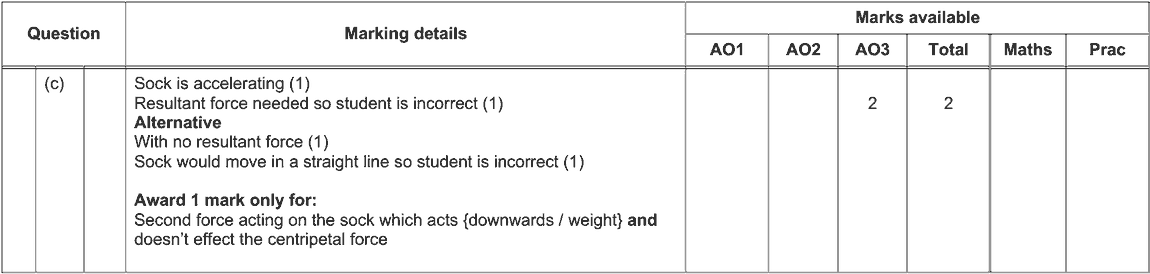 Question Marking details Marks available
AO1 AO2 AO3 Total Maths Prac
(c) Sock is accelerating (1)
Resultant force needed so student is incorrect (1) 2 2
Alternative
With no resultant force (1)
Sock would move in a straight line so student is incorrect (1)
Award 1 mark only for:
Second force acting on the sock which acts {downwards / weight} and
doesn't effect the centripetal force